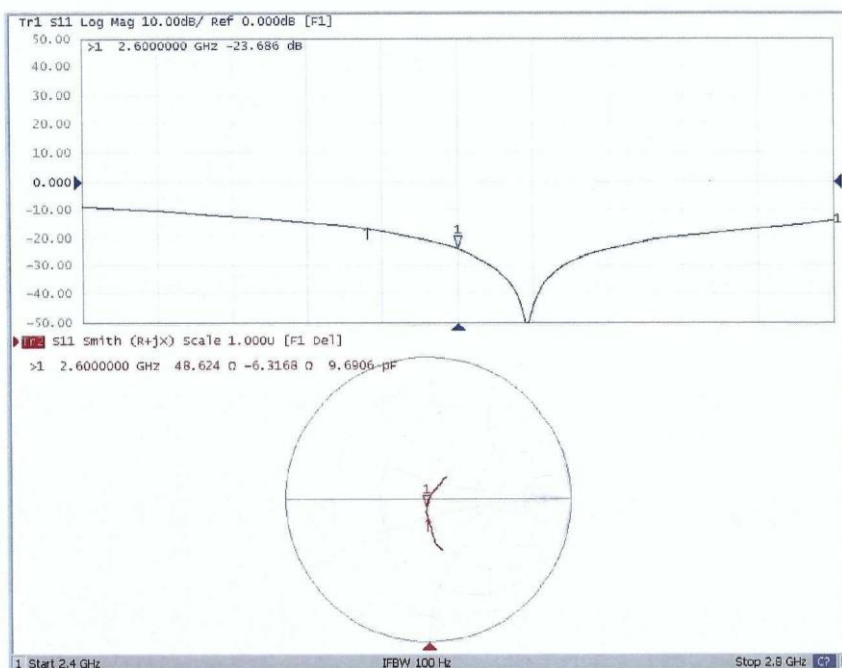 Tr1 S11 Log Mag 10.00dB/ Ref 0.000dB [F1]
50.00
>1 2.6000000 GHz -23.686 dB
40.00
30.00
20.00
10.00
0.000
-10.00
1
1
-20.00
-30.00
-40.00
-50.00
Tr2 S11 Smith (R+jX) Scale 1.000U [F1 Del]
>1 2.6000000 GHz 48.624 Ω -6.3168 Ω 9.6906 pF
1
1 Start 2.4 GHz
IFBW 100 Hz
Stop 2.8 GHz
C?